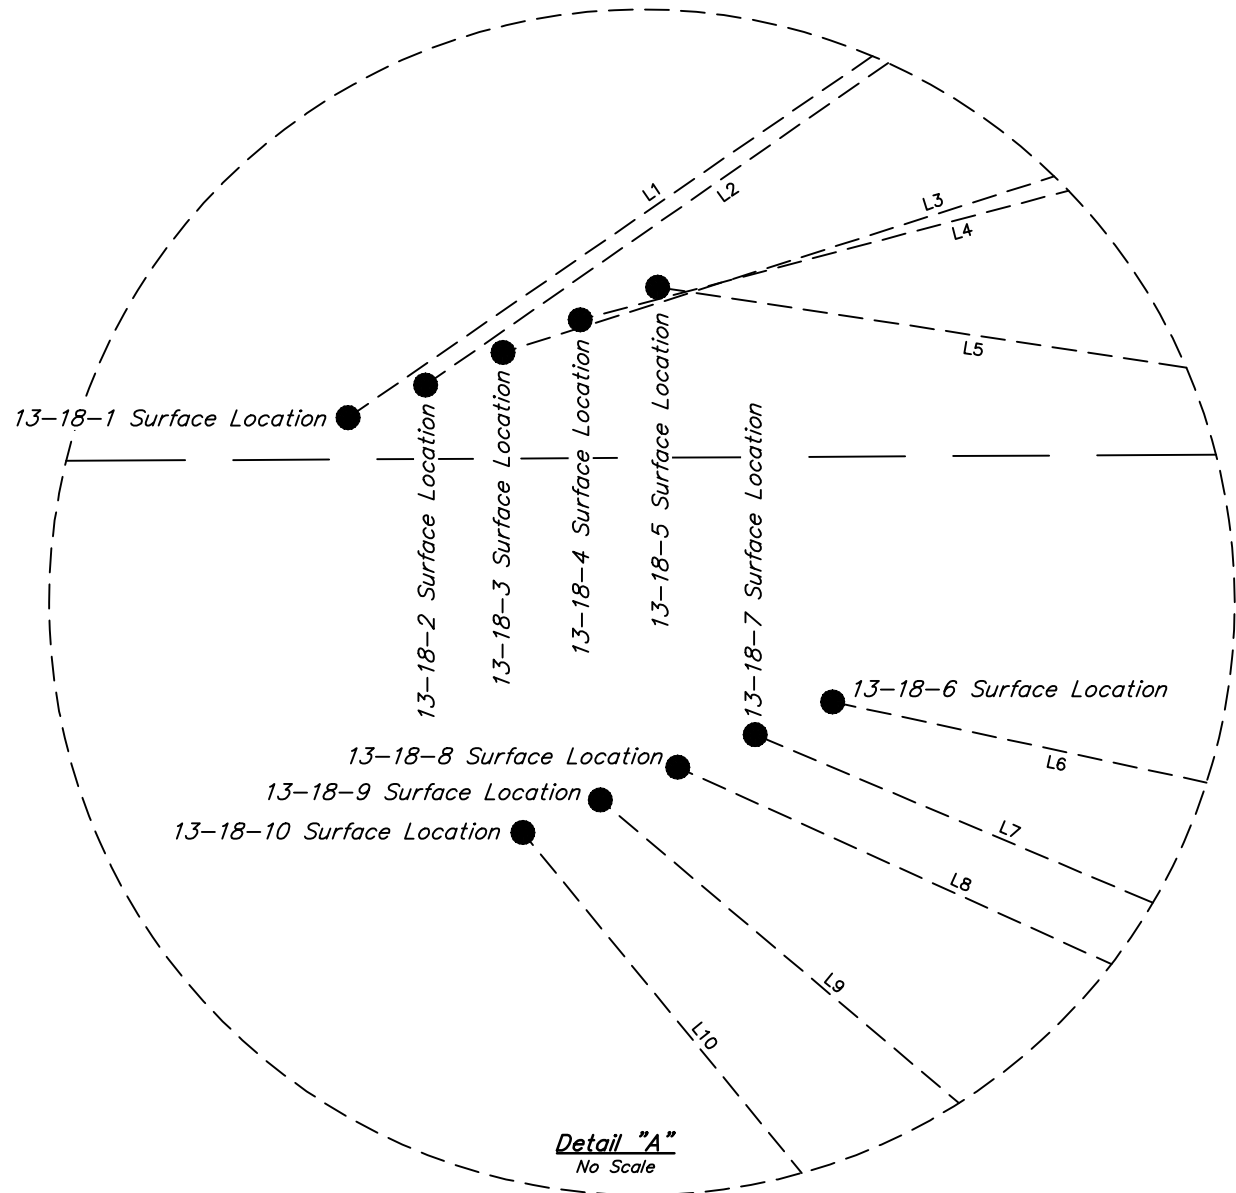 L1
L2
L3
L4
L5
13-18-1 Surface Location
13-18-2 Surface Location
13-18-3 Surface Location
13-18-4 Surface Location
13-18-5 Surface Location
13-18-7 Surface Location
13-18-6 Surface Location
13-18-8 Surface Location
13-18-9 Surface Location
13-18-10 Surface Location
L6
L7
L8
L9
L10
Detail "A"
No Scale